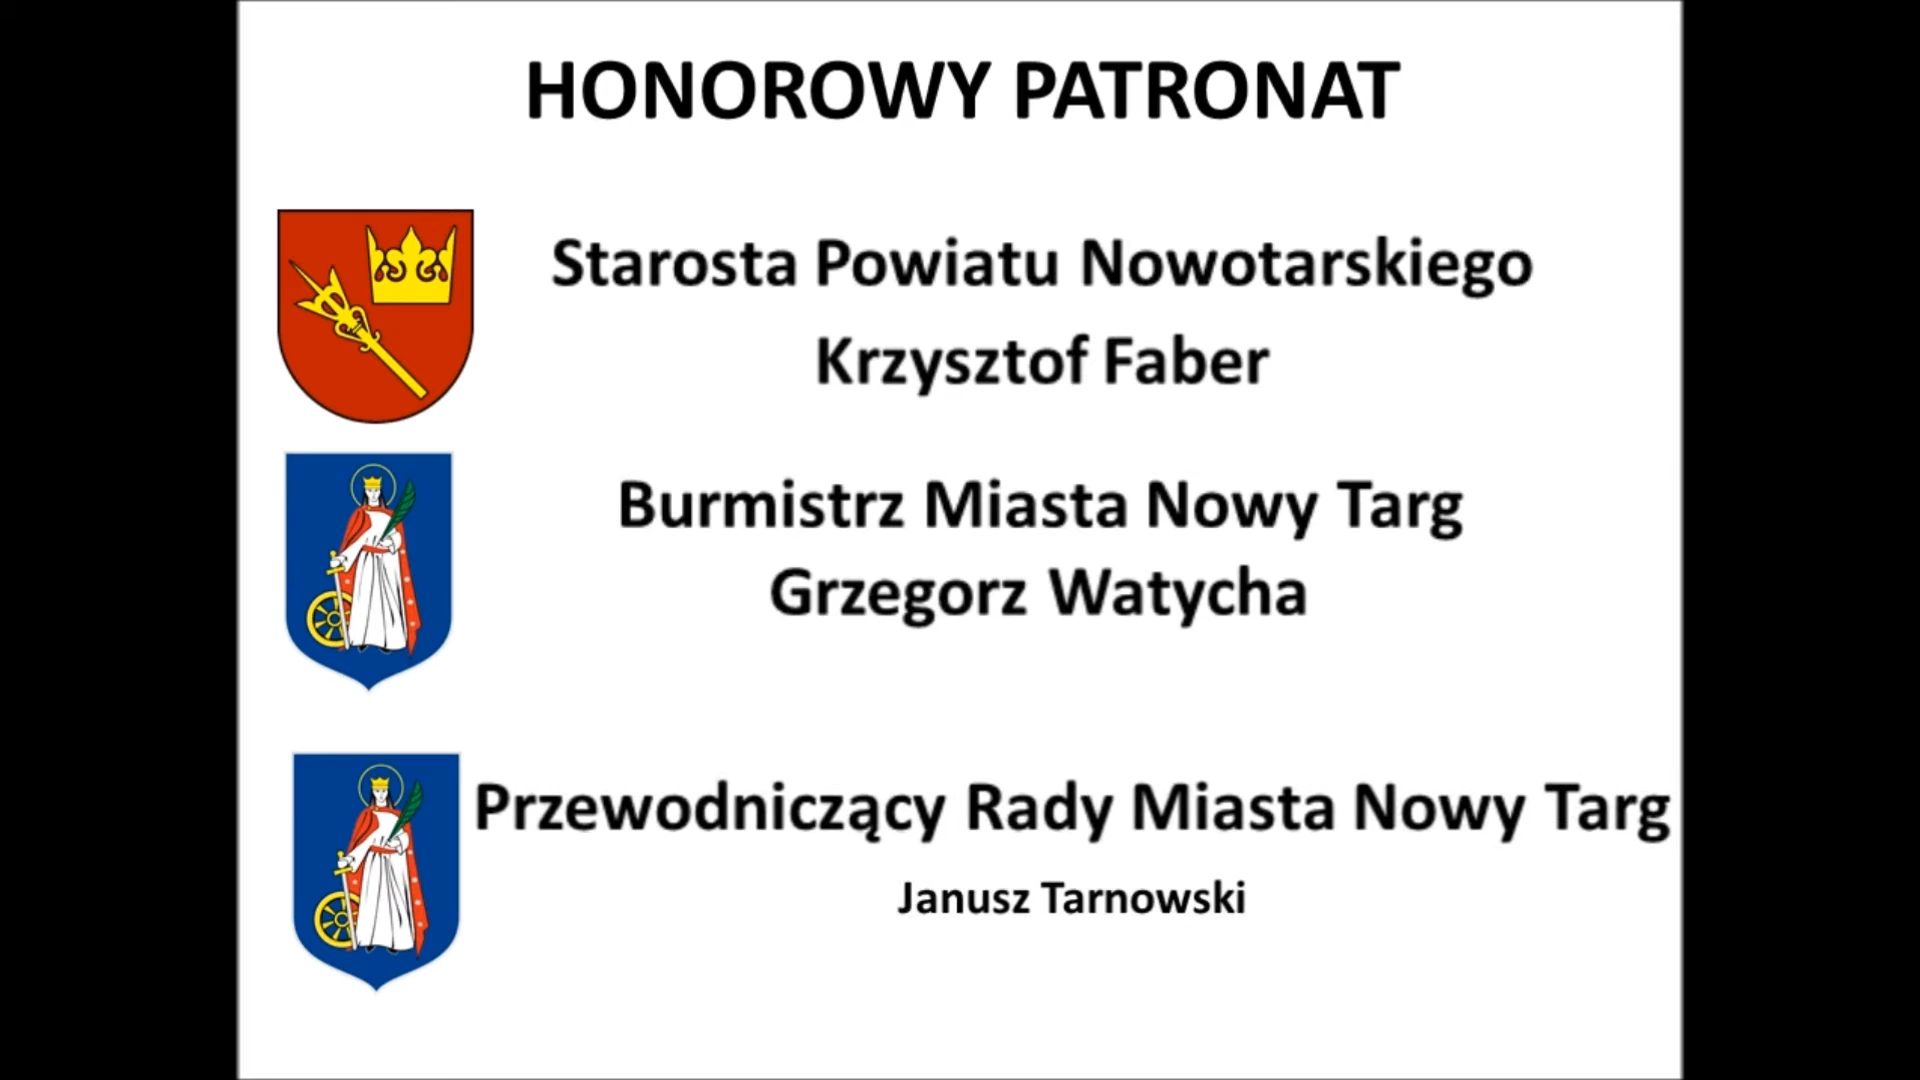 HONOROWY PATRONAT
Starosta Powiatu Nowotarskiego
Krzysztof Faber
Burmistrz Miasta Nowy Targ
Grzegorz Watycha
Przewodniczący Rady Miasta Nowy Targ
Janusz Tarnowski